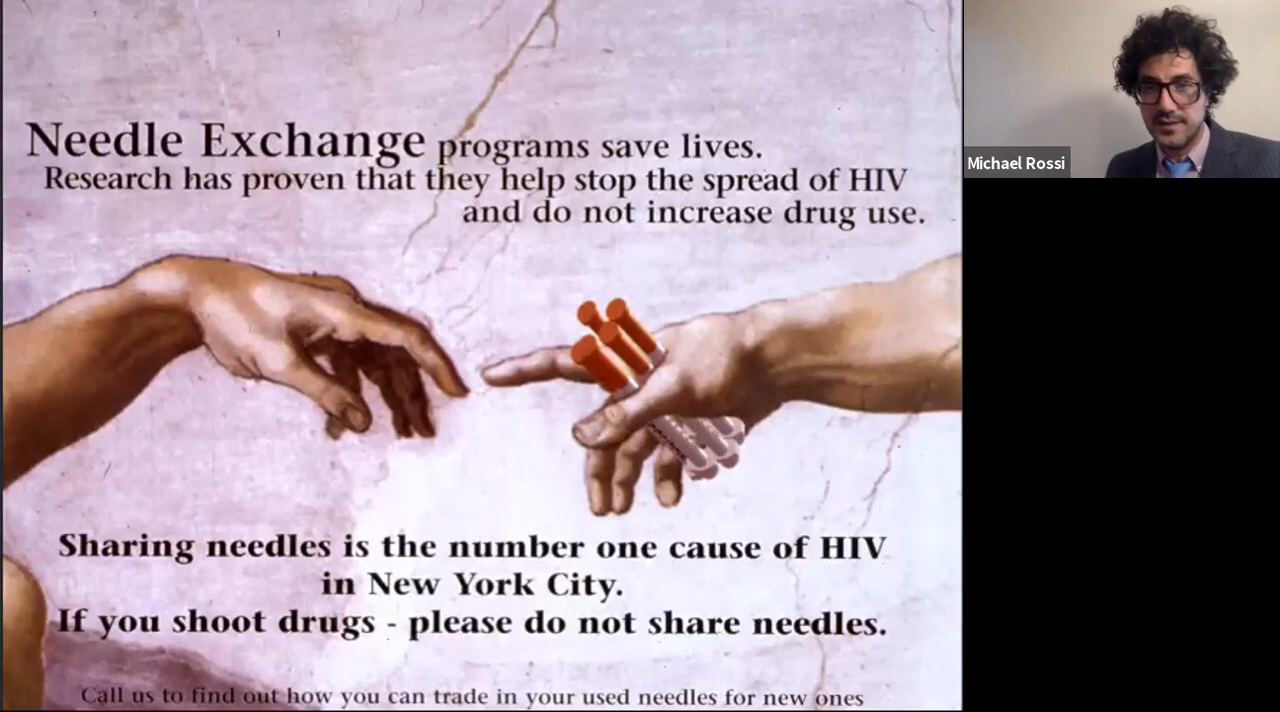 Needle Exchange programs save lives.
Research has proven that they help stop the spread of HIV
and do not increase drug use.
Sharing needles is the number one cause of HIV
in New York City.
If you shoot drugs - please do not share needles.
Call us to find out how you can trade in your used needles for new ones
Michael Rossi